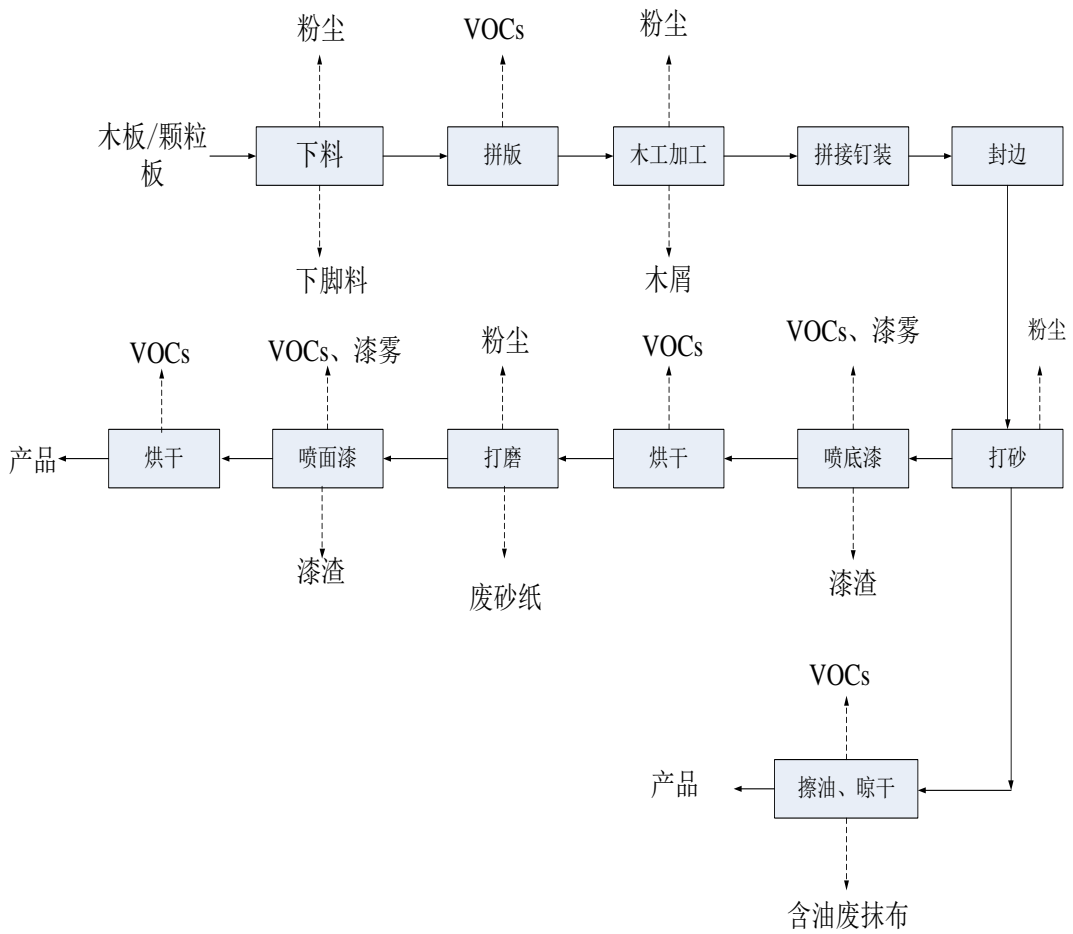 粉尘
VOCs
粉尘
木板/颗粒
板
下料
拼版
木工加工
拼接钉装
封边
下脚料
木屑
VOCs
VOCs、漆雾
粉尘
VOCs
VOCs、漆雾
粉尘
产品
烘干
喷面漆
打磨
烘干
喷底漆
打砂
漆渣
废砂纸
漆渣
VOCs
产品
擦油、晾干
含油废抹布